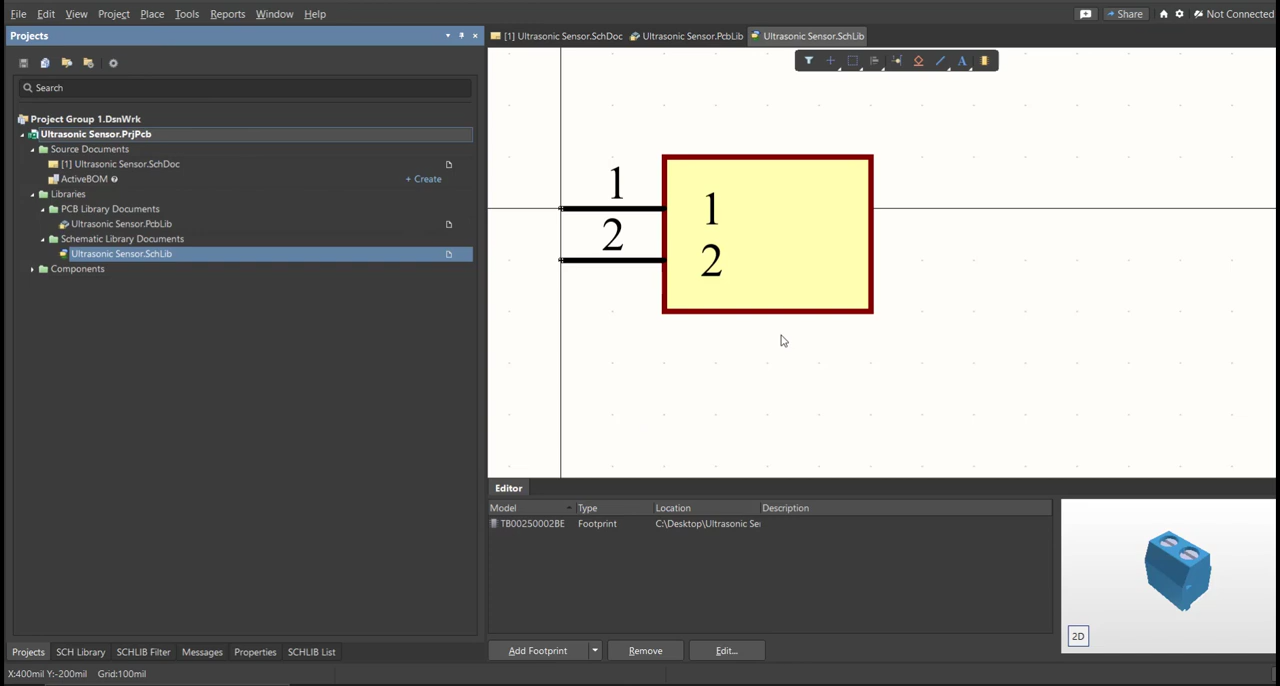 File Edit View Project Place Tools Reports Window Help
Share Not Connected
Projects
[1] Ultrasonic Sensor.SchDoc Ultrasonic Sensor.PcbLib Ultrasonic Sensor.SchLib
Search
Project Group 1.DsnWrk
Ultrasonic Sensor.PrjPcb
Source Documents
[1] Ultrasonic Sensor.SchDoc
ActiveBOM + Create
Libraries
PCB Library Documents
Ultrasonic Sensor.PcbLib
Schematic Library Documents
Ultrasonic Sensor.SchLib
Components
A
1
1
2
2
Editor
Model Type Location Description
TB00250002BE Footprint C:\Desktop\Ultrasonic Se
2D
Add Footprint Remove Edit...
Projects SCH Library SCHLIB Filter Messages Properties SCHLIB List
X:400mil Y:-200mil Grid:100mil